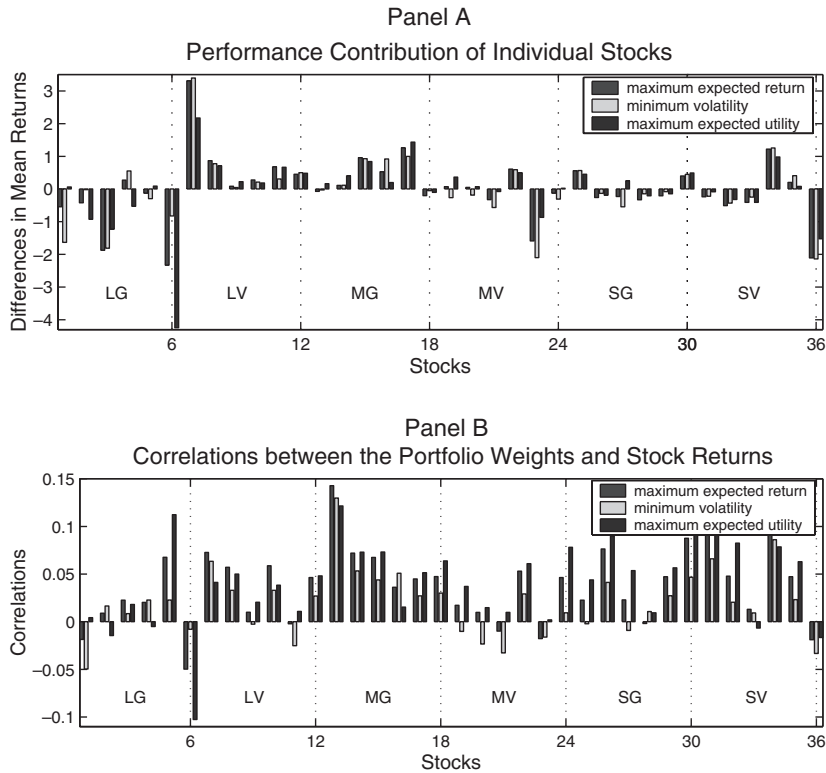 Panel A
Performance Contribution of Individual Stocks
Differences in Mean Returns
3
2
1
0
−1
−2
−3
−4
maximum expected return
minimum volatility
maximum expected utility
LG LV MG MV SG SV
6 12 18 24 30 36
Stocks
Panel B
Correlations between the Portfolio Weights and Stock Returns
Correlations
0.15
0.1
0.05
0
−0.05
−0.1
maximum expected return
minimum volatility
maximum expected utility
LG LV MG MV SG SV
6 12 18 24 30 36
Stocks